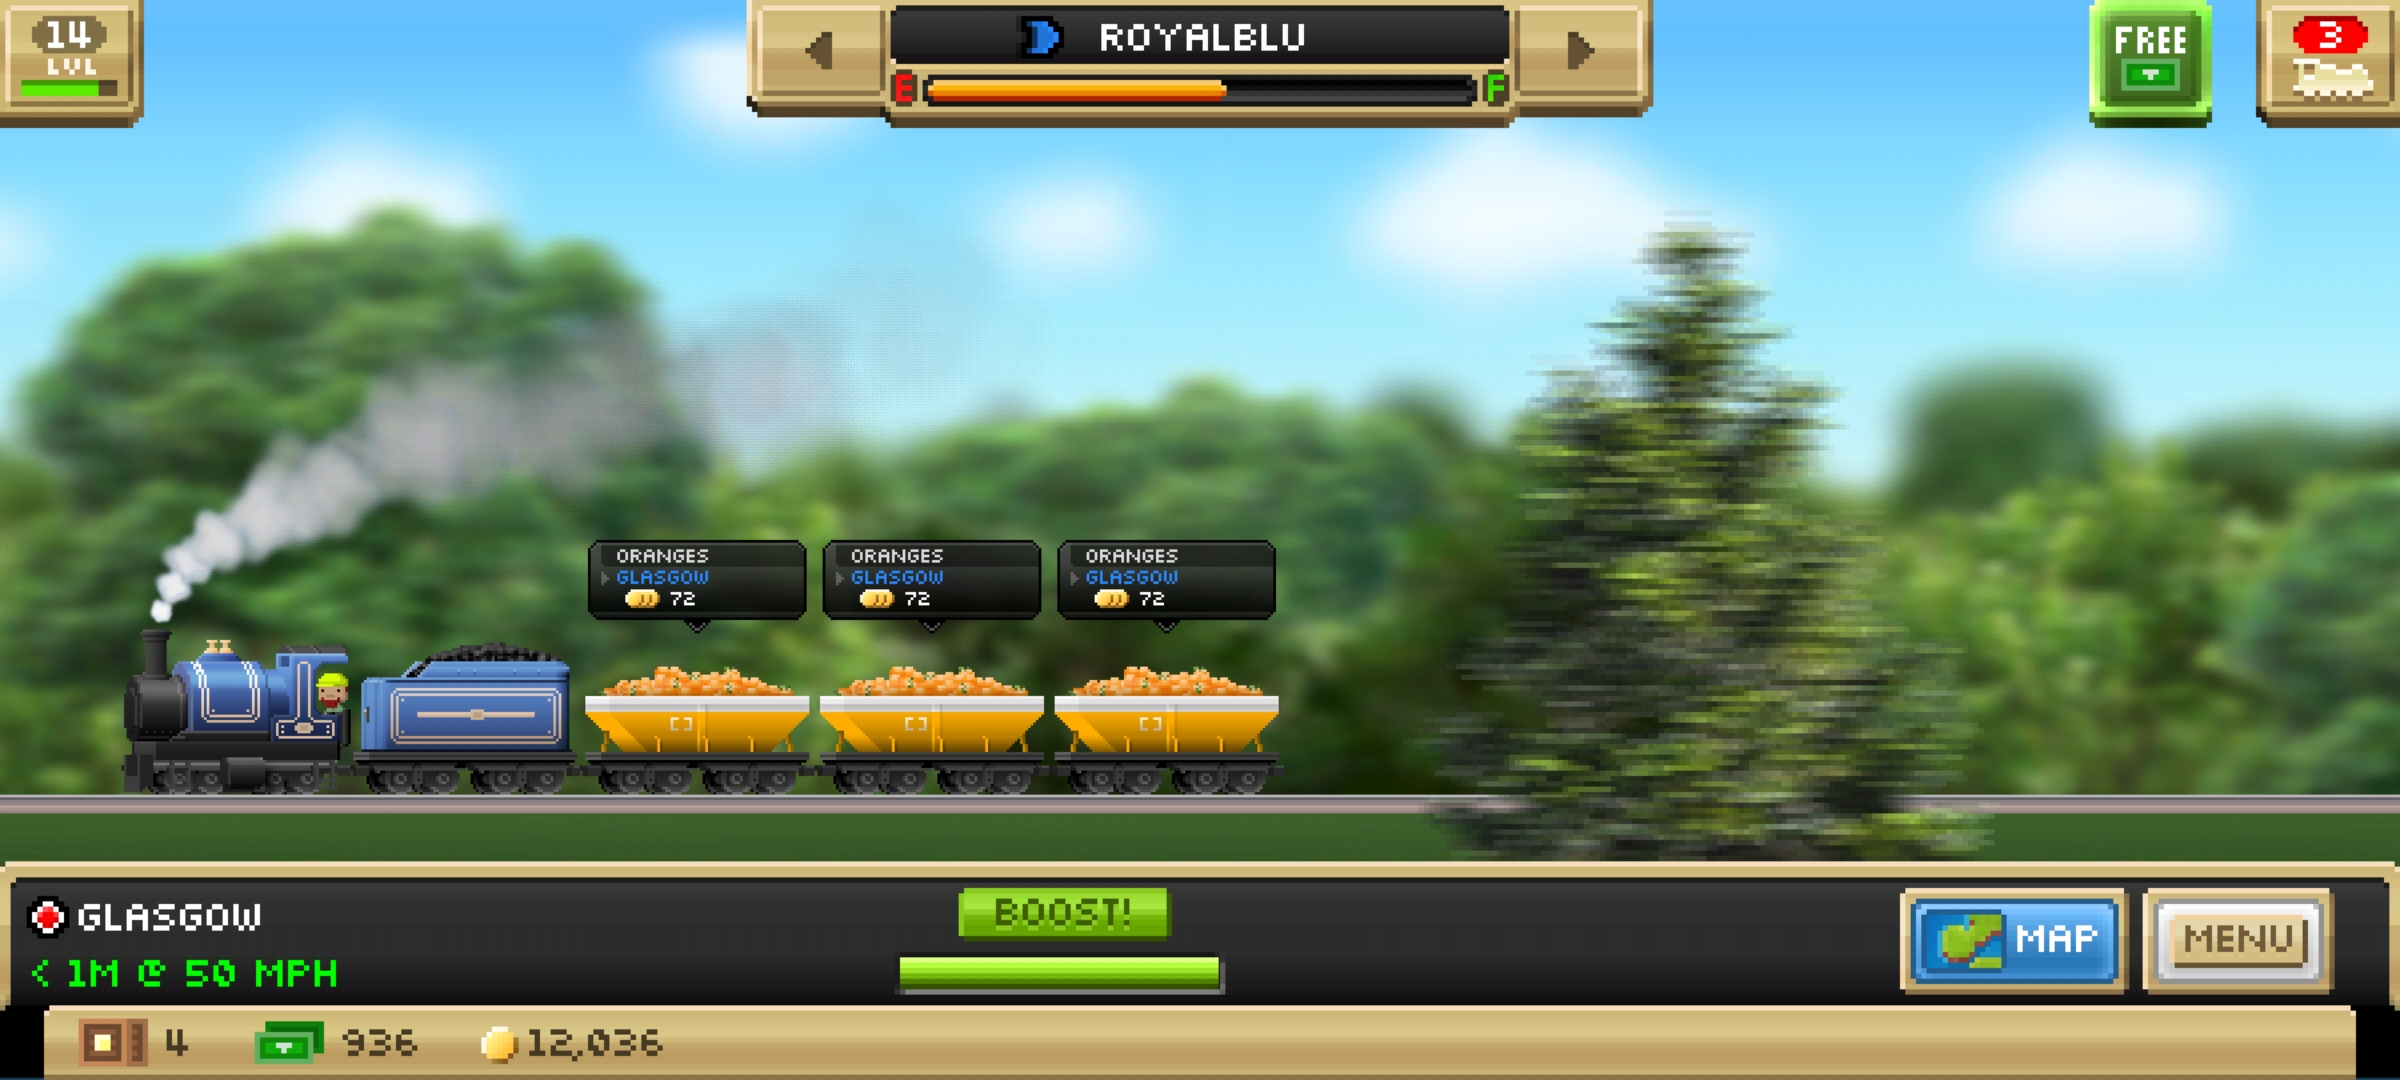 14
LVL
ROYALBLU
E
F
FREE
3
ORANGES
GLASGOW
72
ORANGES
GLASGOW
72
ORANGES
GLASGOW
72
GLASGOW
< 1M @ 50 MPH
BOOST!
MAP
MENU
4
936
12,036